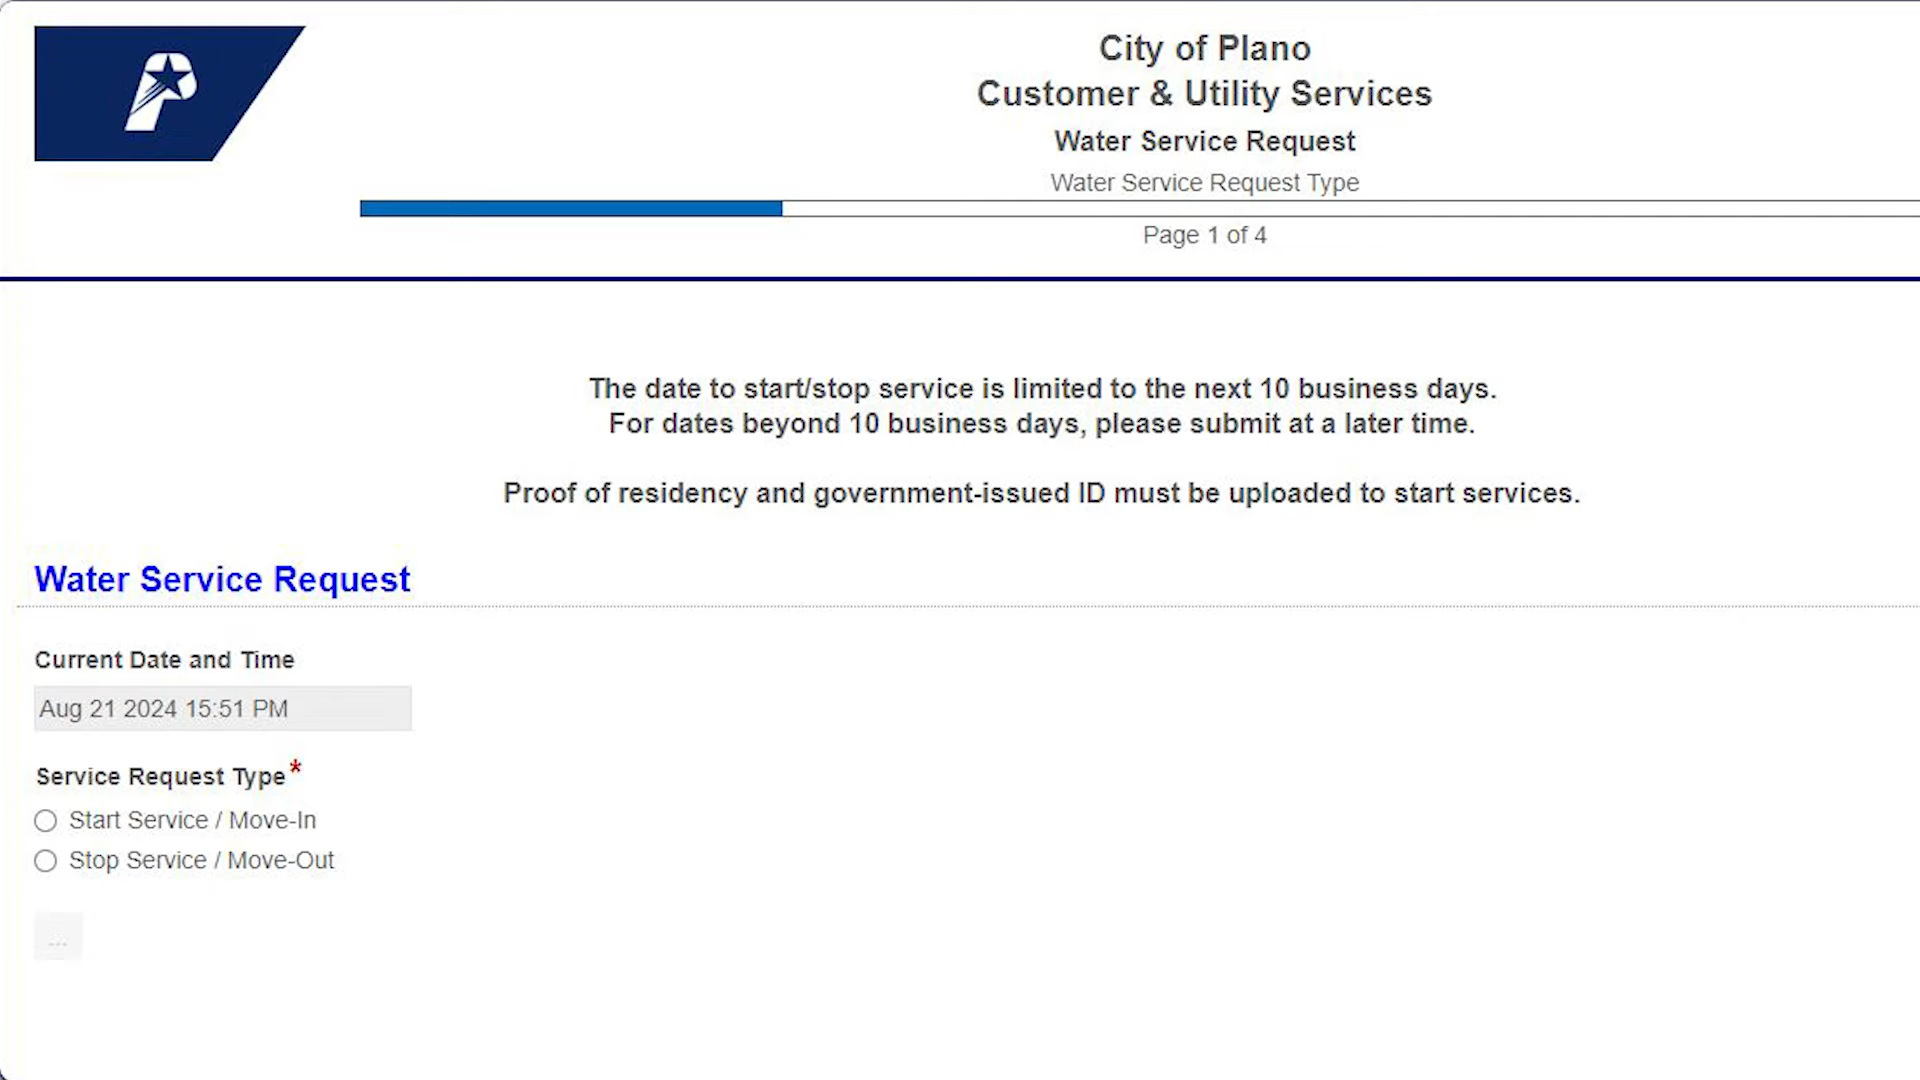 City of Plano
Customer & Utility Services
Water Service Request
Water Service Request Type
Page 1 of 4
The date to start/stop service is limited to the next 10 business days.
For dates beyond 10 business days, please submit at a later time.
Proof of residency and government-issued ID must be uploaded to start services.
Water Service Request
Current Date and Time
Aug 21 2024 15:51 PM
Service Request Type*
Start Service / Move-In
Stop Service / Move-Out
...